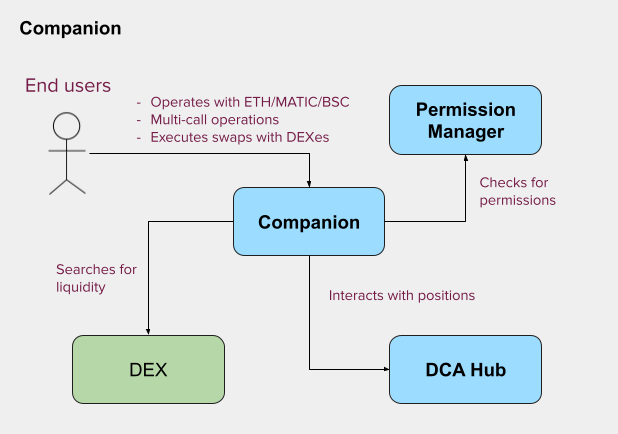 Companion
End users
- Operates with ETH/MATIC/BSC
- Multi-call operations
- Executes swaps with DEXes
Permission
Manager
Checks for
permissions
Companion
Searches for
liquidity
Interacts with positions
DEX
DCA Hub